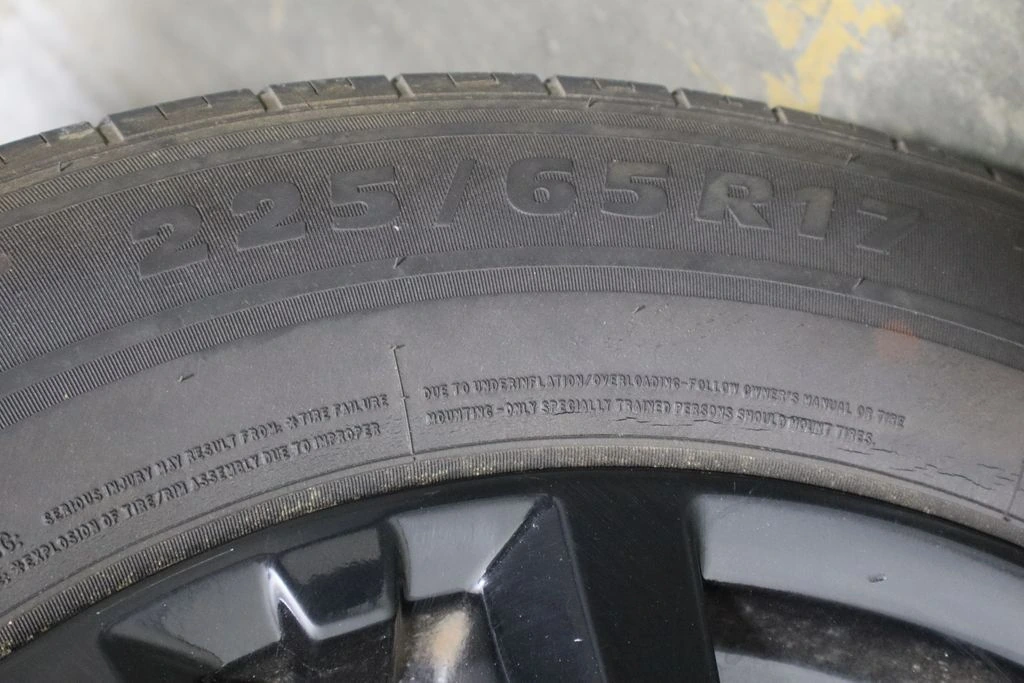 225/65R17
SERIOUS INJURY MAY RESULT FROM: *TIRE FAILURE
*EXPLOSION OF TIRE/RIM ASSEMBLY DUE TO IMPROPER
DUE TO UNDERINFLATION/OVERLOADING-FOLLOW OWNER'S MANUAL OR TIRE
MOUNTING-ONLY SPECIALLY TRAINED PERSONS SHOULD MOUNT TIRES.